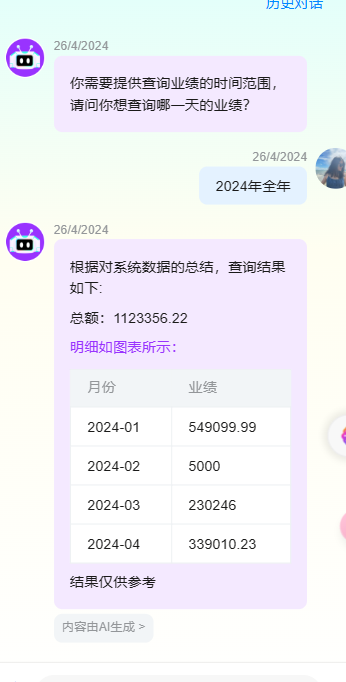 历史对话
26/4/2024
你需要提供查询业绩的时间范围，
请问你想查询哪一天的业绩？
26/4/2024
2024年全年
26/4/2024
根据对系统数据的总结，查询结果
如下：
总额：1123356.22
明细如图表所示：
月份 业绩
2024-01 549099.99
2024-02 5000
2024-03 230246
2024-04 339010.23
结果仅供参考
内容由AI生成 >